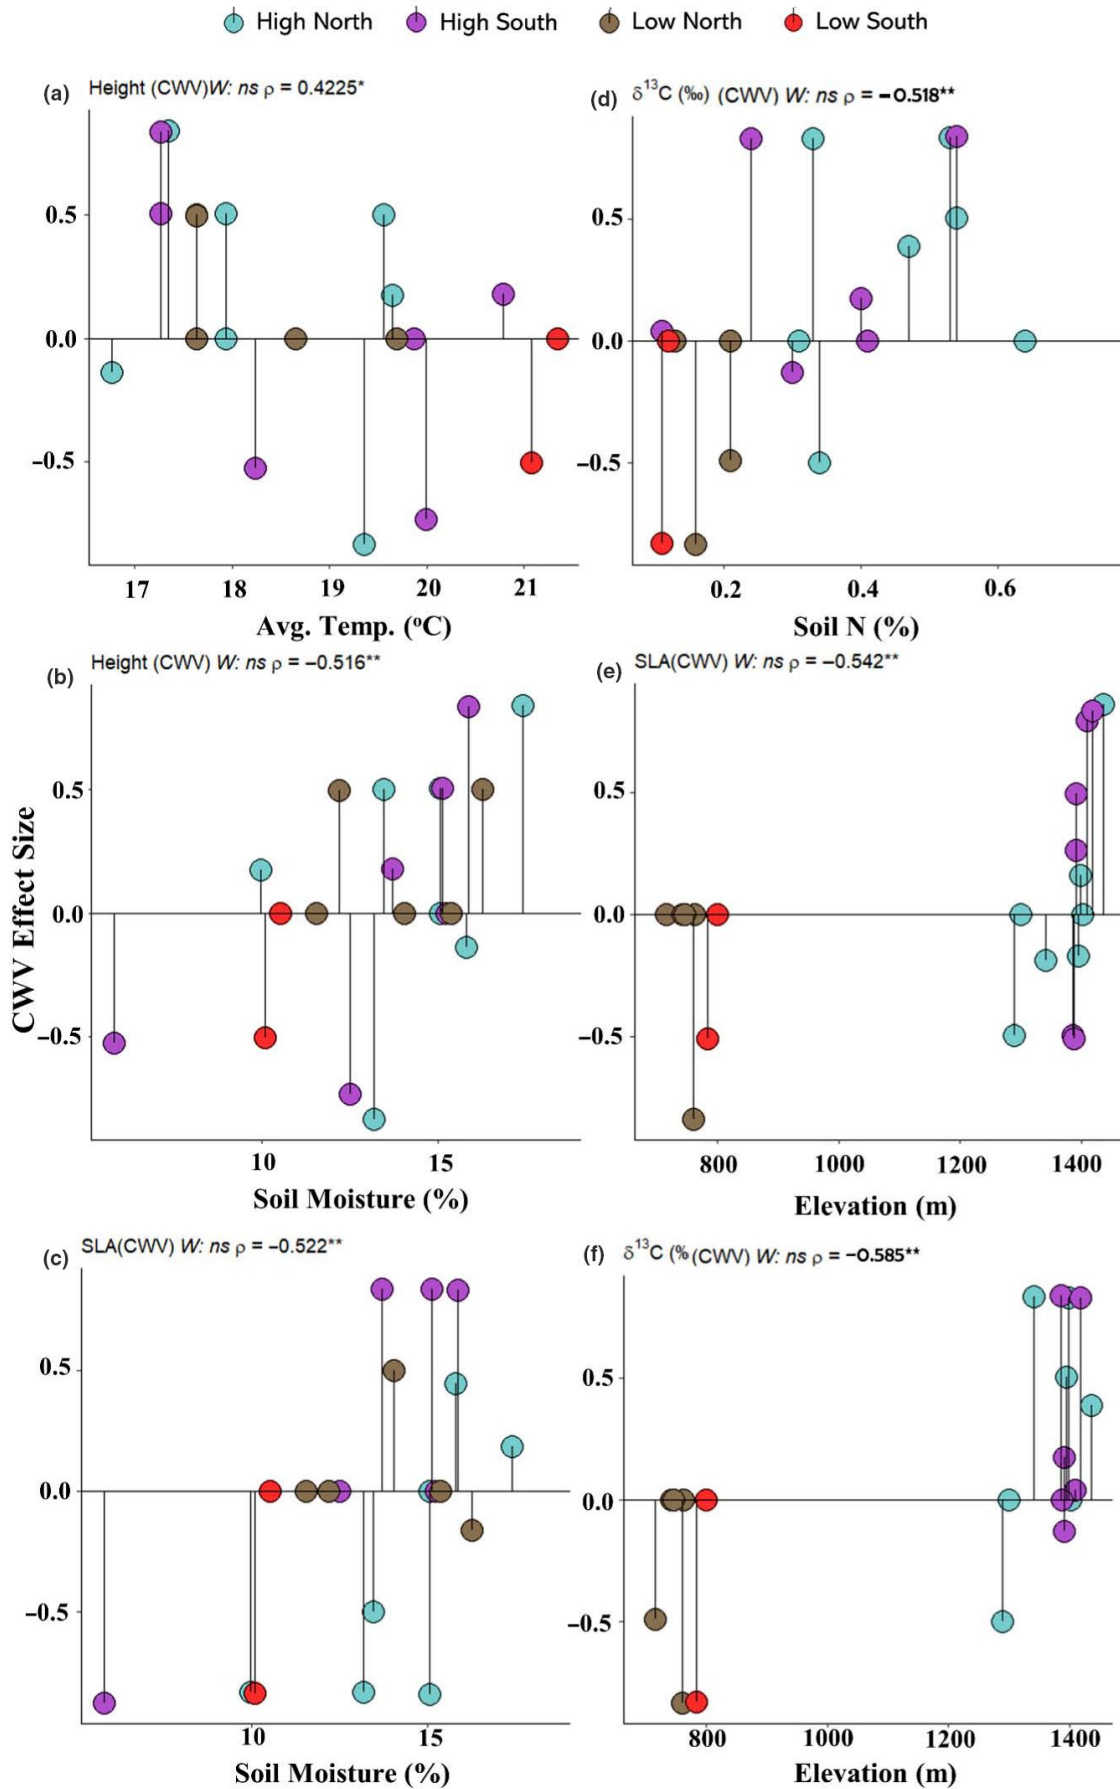 High North High South Low North Low South
(a) Height (CWV)W: ns ρ = 0.4225*
0.5
0.0
−0.5
17 18 19 20 21
Avg. Temp. (°C)
(d) δ13C (‰) (CWV) W: ns ρ = −0.518**
0.5
0.0
−0.5
0.2 0.4 0.6
Soil N (%)
(b) Height (CWV) W: ns ρ = −0.516**
CWV Effect Size
0.5
0.0
−0.5
10 15
Soil Moisture (%)
(e) SLA(CWV) W: ns ρ = −0.542**
0.5
0.0
−0.5
800 1000 1200 1400
Elevation (m)
(c) SLA(CWV) W: ns ρ = −0.522**
0.5
0.0
−0.5
10 15
Soil Moisture (%)
(f) δ13C (% (CWV) W: ns ρ = −0.585**
0.5
0.0
−0.5
800 1000 1200 1400
Elevation (m)